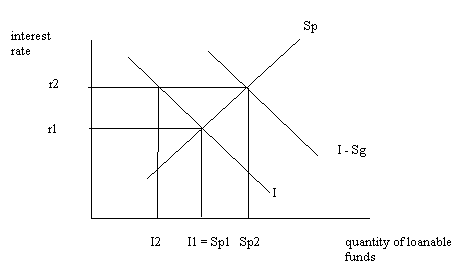 Sp
interest
rate
r2
r1
I - Sg
I
I2
I1 = Sp1
Sp2
quantity of loanable
funds